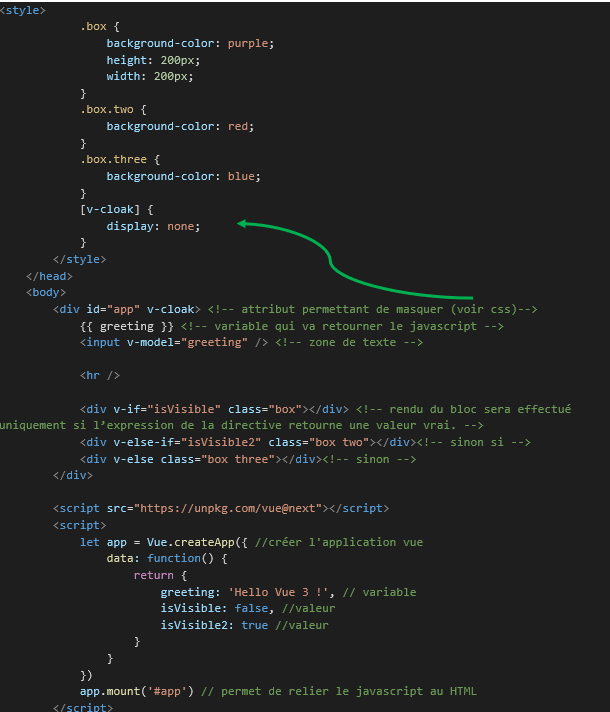 <style>
.box {
background-color: purple;
height: 200px;
width: 200px;
}
.box.two {
background-color: red;
}
.box.three {
background-color: blue;
}
[v-cloak] {
display: none;
}
</style>
</head>
<body>
<div id="app" v-cloak> <!-- attribut permettant de masquer (voir css)-->
{{ greeting }} <!-- variable qui va retourner le javascript -->
<input v-model="greeting" /> <!-- zone de texte -->
<hr />
<div v-if="isVisible" class="box"></div> <!-- rendu du bloc sera effectué
uniquement si l’expression de la directive retourne une valeur vrai. -->
<div v-else-if="isVisible2" class="box two"></div><!-- sinon si -->
<div v-else class="box three"></div><!-- sinon -->
</div>
<script src="https://unpkg.com/vue@next"></script>
<script>
let app = Vue.createApp({ //créer l'application vue
data: function() {
return {
greeting: 'Hello Vue 3 !', // variable
isVisible: false, //valeur
isVisible2: true //valeur
}
}
})
app.mount('#app') // permet de relier le javascript au HTML
</script>